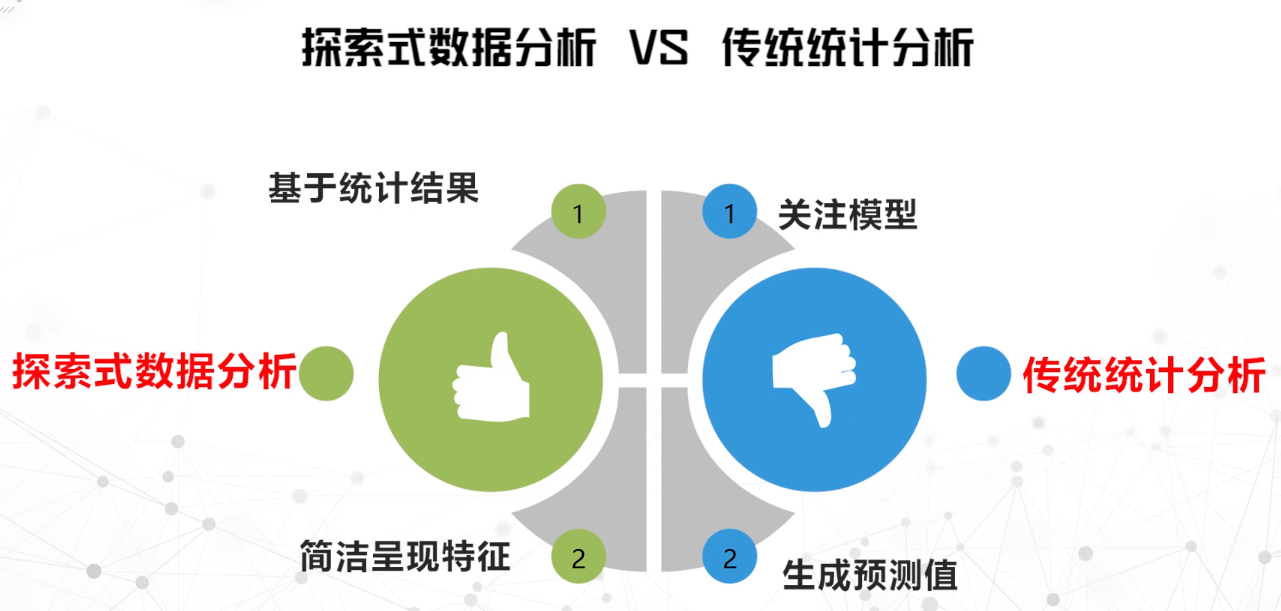 探索式数据分析 VS 传统统计分析
基于统计结果
1
1
关注模型
探索式数据分析
传统统计分析
简洁呈现特征
2
2
生成预测值